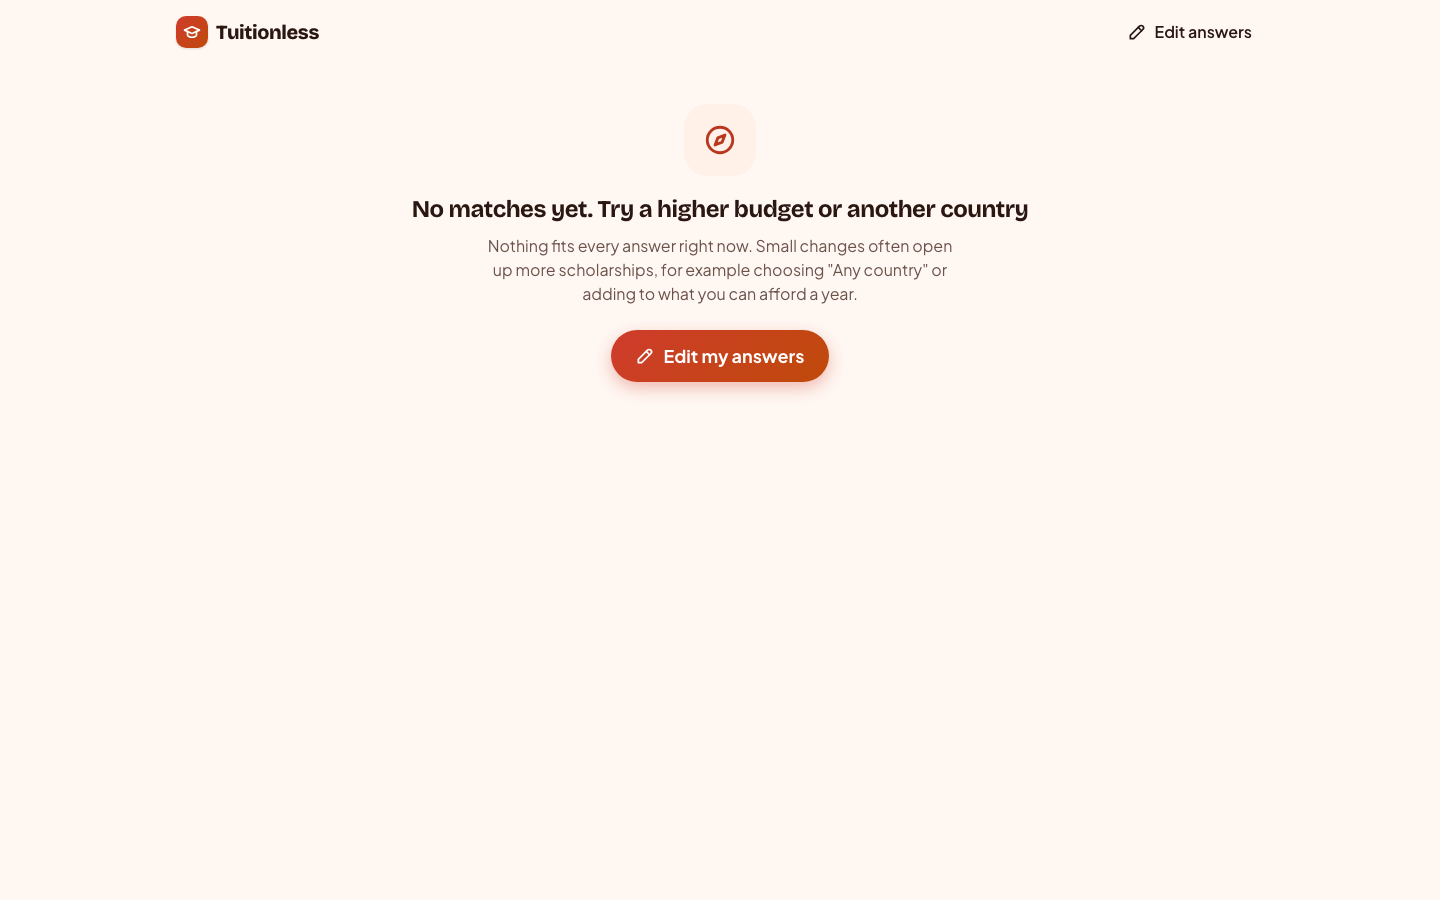 Tuitionless
Edit answers
No matches yet. Try a higher budget or another country
Nothing fits every answer right now. Small changes often open
up more scholarships, for example choosing "Any country" or
adding to what you can afford a year.
Edit my answers